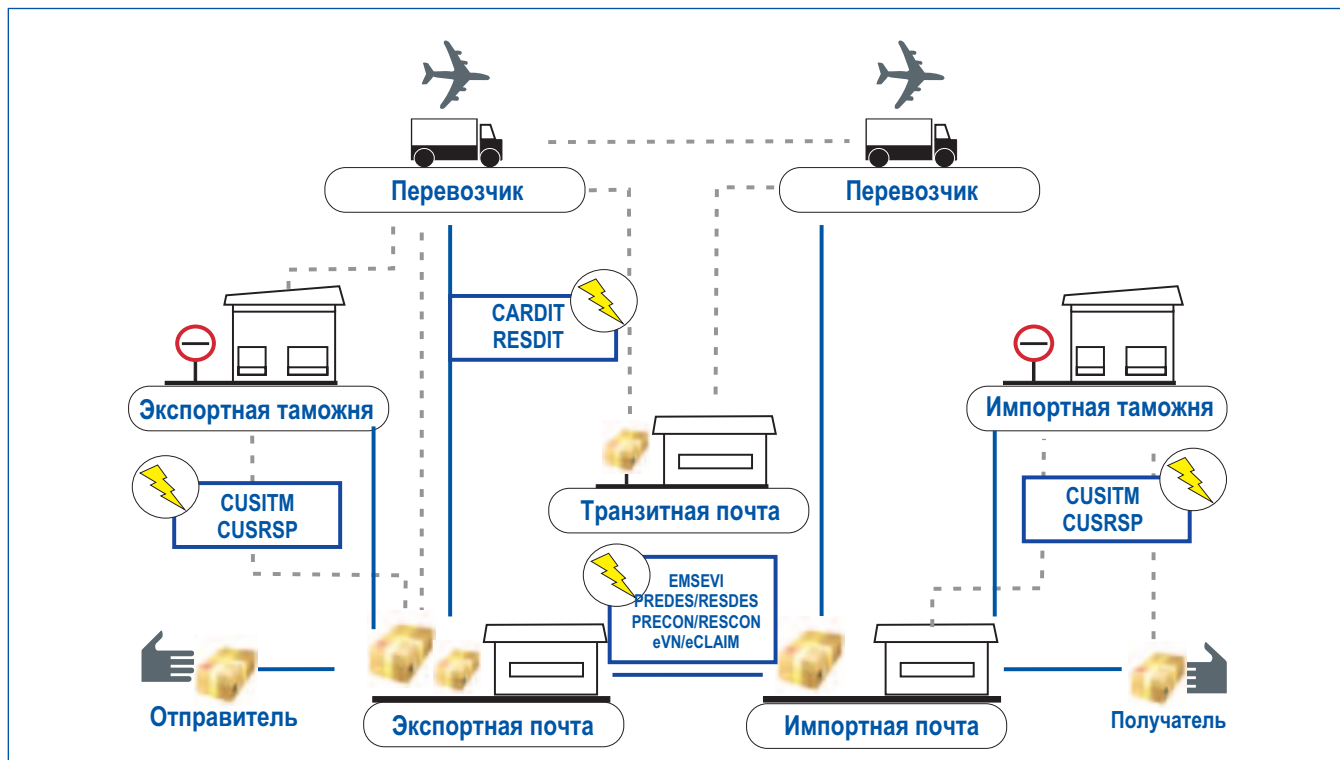 Перевозчик
Перевозчик
CARDIT
RESDIT
Экспортная таможня
Импортная таможня
CUSITM
CUSRSP
Транзитная почта
CUSITM
CUSRSP
EMSEVI
PREDES/RESDES
PRECON/RESCON
eVN/eCLAIM
Отправитель
Экспортная почта
Импортная почта
Получатель